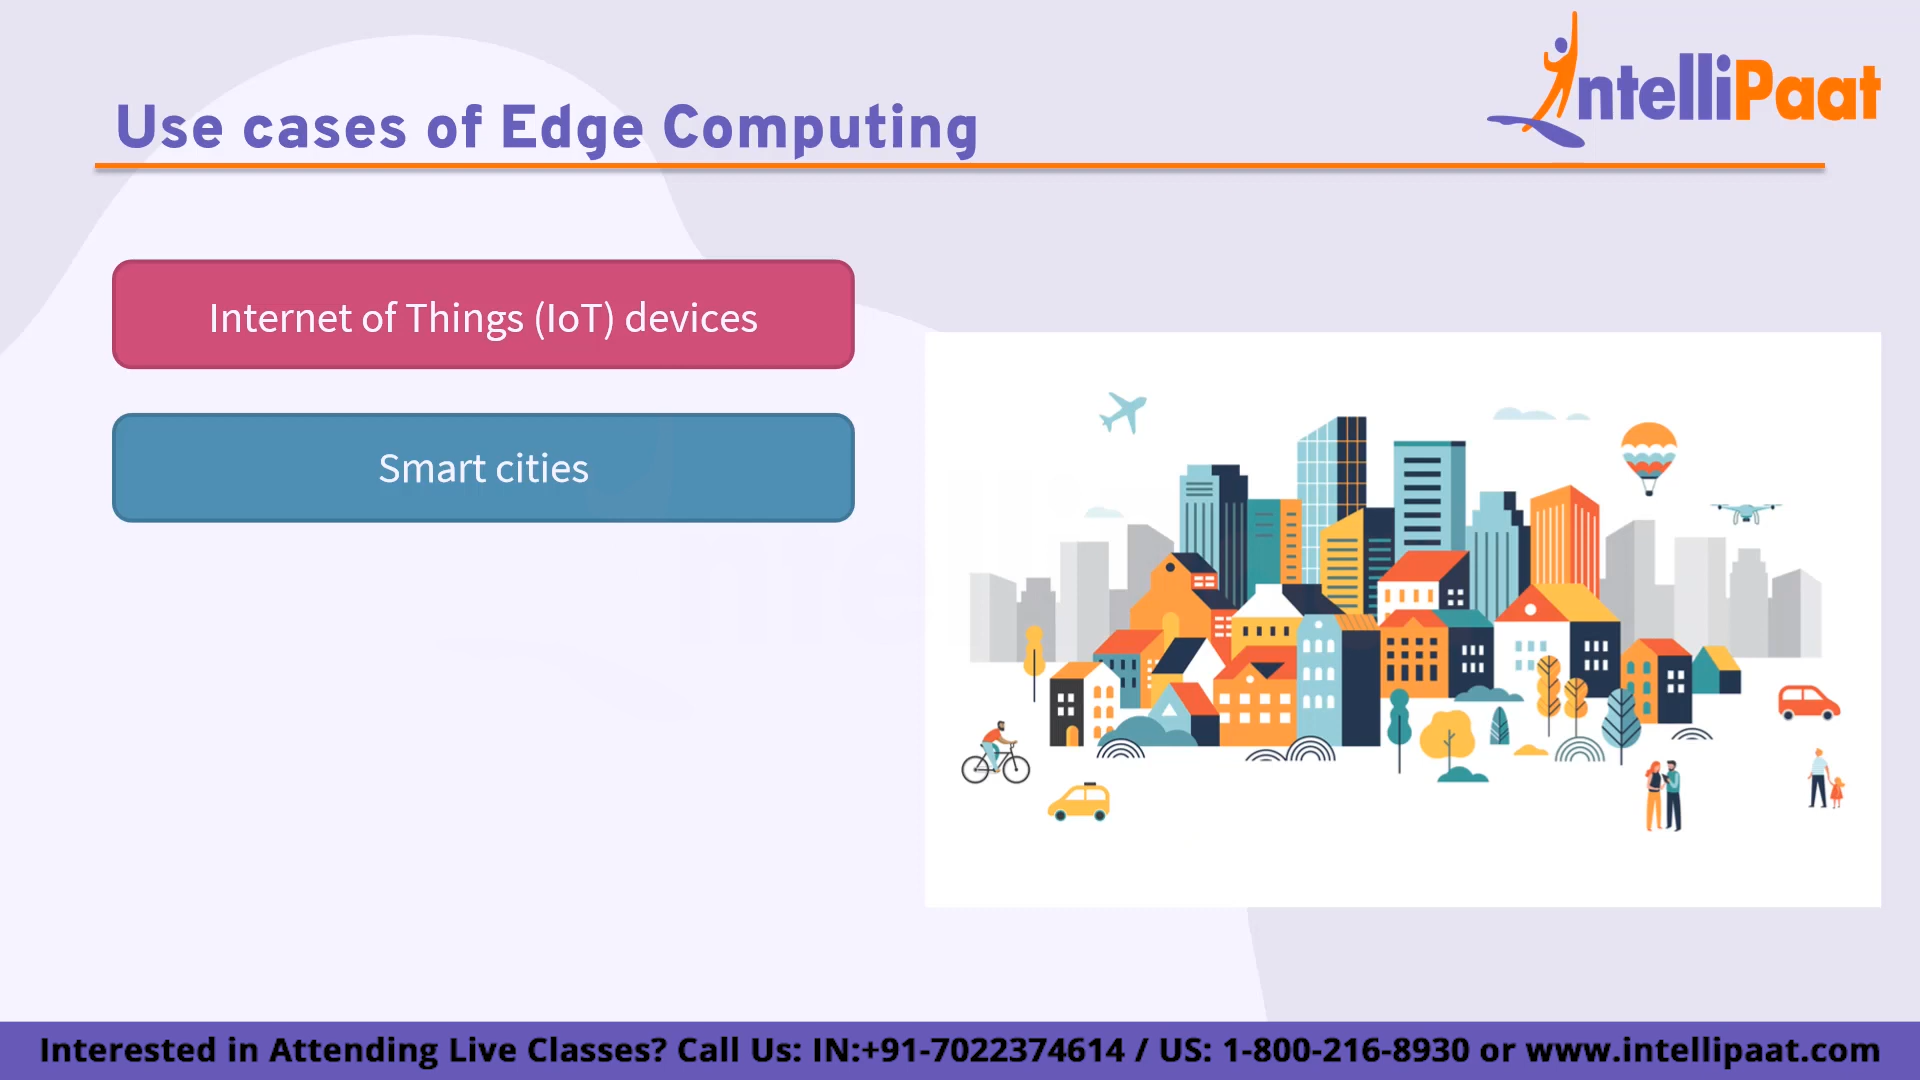 IntelliPaat
Use cases of Edge Computing
Internet of Things (IoT) devices
Smart cities
Interested in Attending Live Classes? Call Us: IN:+91-7022374614 / US: 1-800-216-8930 or www.intellipaat.com